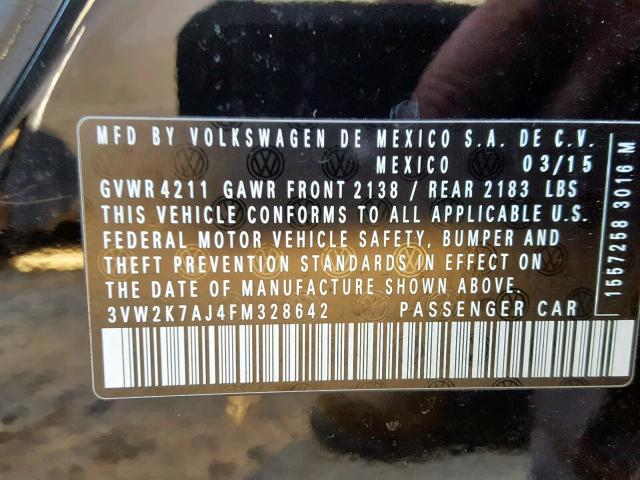 MFD BY VOLKSWAGEN DE MEXICO S.A. DE C.V.
MEXICO 03/15
GVWR 4211 GAWR FRONT 2138 / REAR 2183 LBS
THIS VEHICLE CONFORMS TO ALL APPLICABLE U.S.
FEDERAL MOTOR VEHICLE SAFETY, BUMPER AND
THEFT PREVENTION STANDARDS IN EFFECT ON
THE DATE OF MANUFACTURE SHOWN ABOVE.
3VW2K7AJ4FM328642 PASSENGER CAR
1557258 3016 M